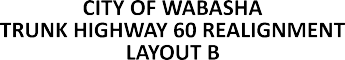 CITY OF WABASHA
TRUNK HIGHWAY 60 REALIGNMENT
LAYOUT B